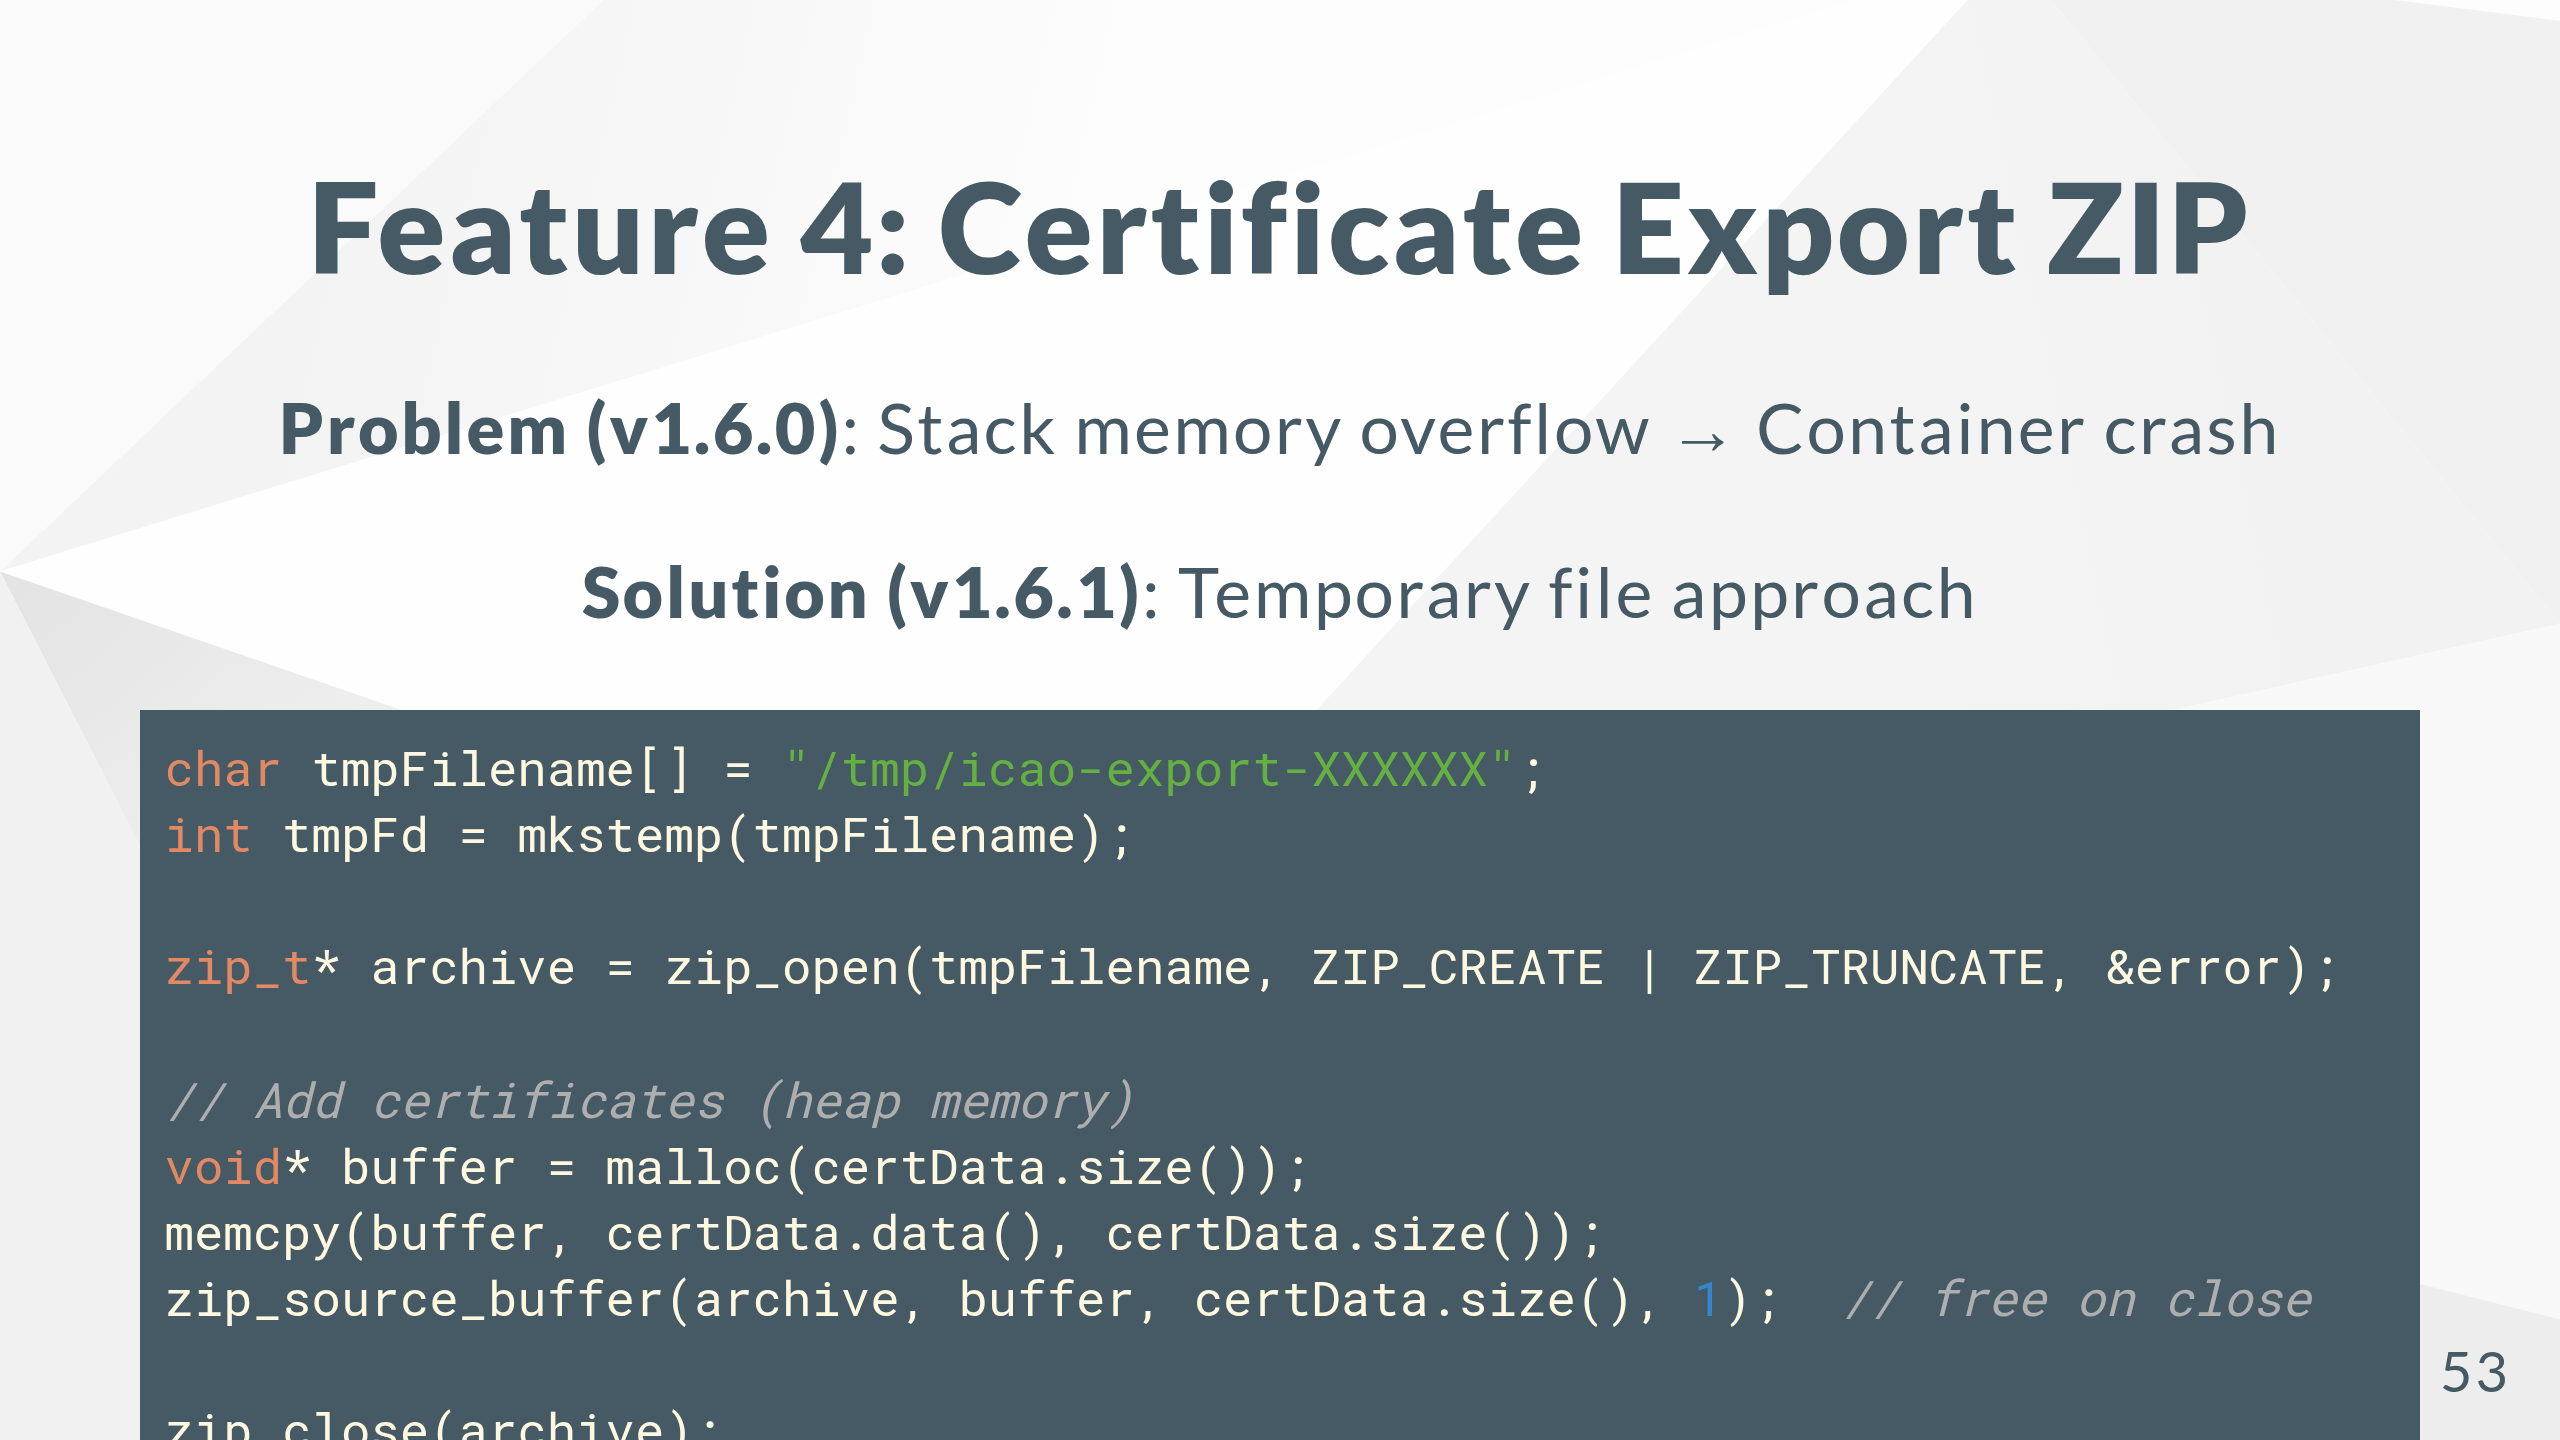 Feature 4: Certificate Export ZIP
Problem (v1.6.0): Stack memory overflow → Container crash
Solution (v1.6.1): Temporary file approach
char tmpFilename[] = "/tmp/icao-export-XXXXXX";
int tmpFd = mkstemp(tmpFilename);
zip_t* archive = zip_open(tmpFilename, ZIP_CREATE | ZIP_TRUNCATE, &error);
// Add certificates (heap memory)
void* buffer = malloc(certData.size());
memcpy(buffer, certData.data(), certData.size());
zip_source_buffer(archive, buffer, certData.size(), 1);  // free on close
zip_close(archive);
53